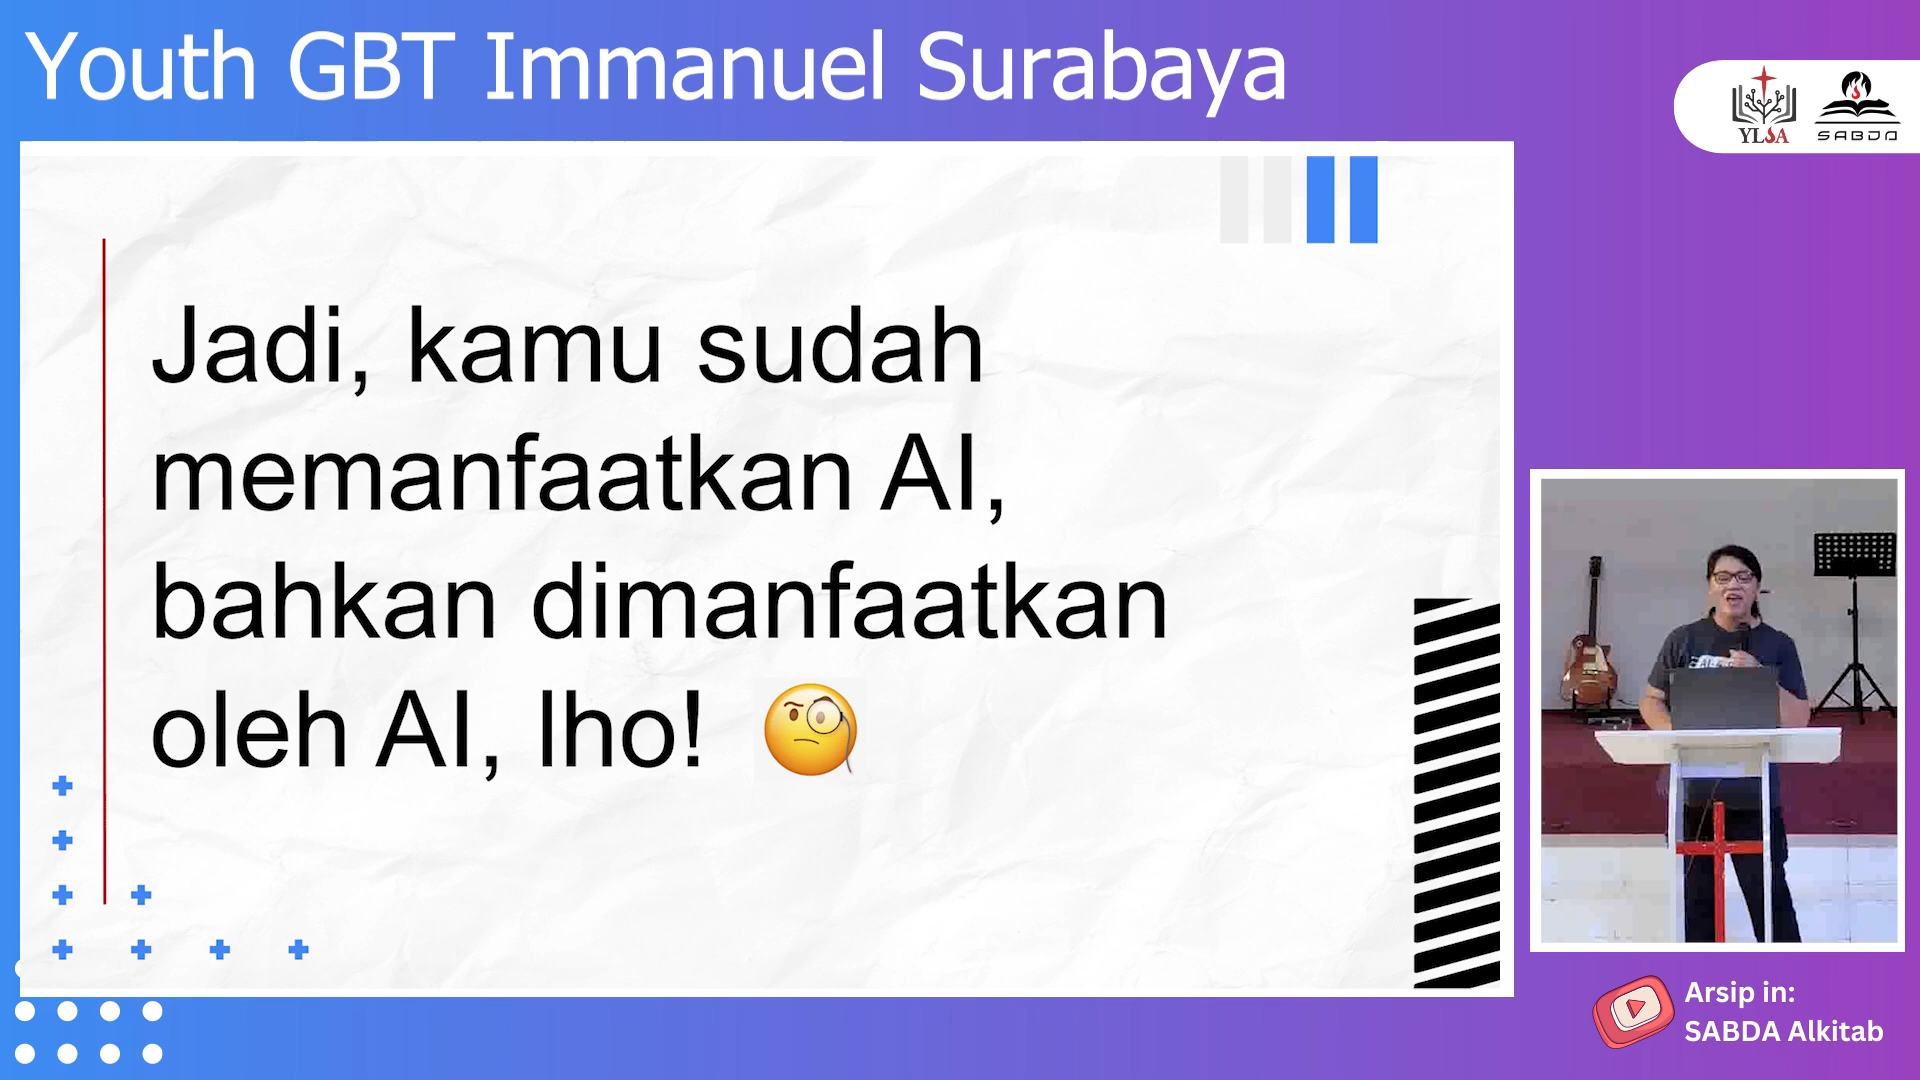 Youth GBT Immanuel Surabaya
YLSA
SABDA
Jadi, kamu sudah
memanfaatkan AI,
bahkan dimanfaatkan
oleh AI, lho!
Arsip in:
SABDA Alkitab